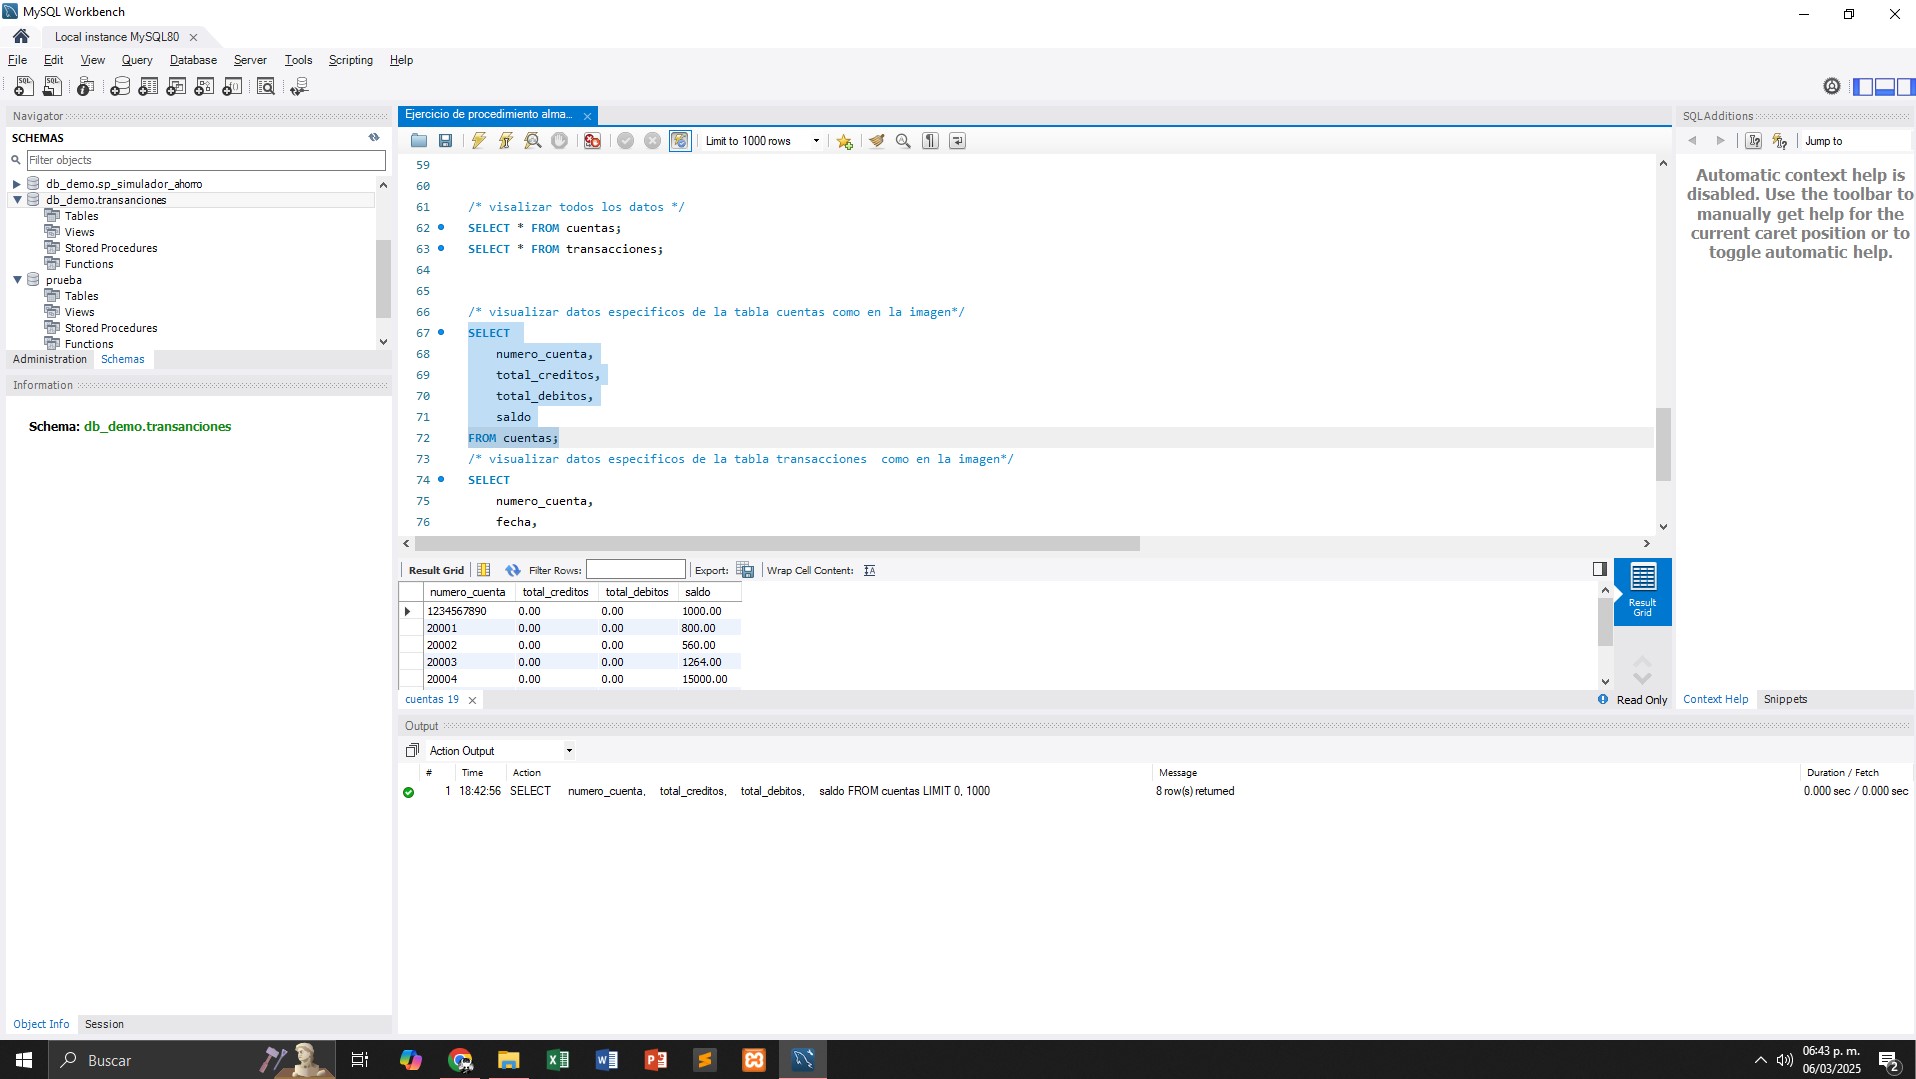 MySQL Workbench
Local instance MySQL80
File Edit View Query Database Server Tools Scripting Help
Navigator
SCHEMAS
Filter objects
db_demo.sp_simulador_ahorro
db_demo.transanciones
Tables
Views
Stored Procedures
Functions
prueba
Tables
Views
Stored Procedures
Functions
Administration Schemas
Information
Schema: db_demo.transanciones
Object Info Session
Ejercicio de procedimiento alma...
Limit to 1000 rows
59
60
61 /* visalizar todos los datos */
62 SELECT * FROM cuentas;
63 SELECT * FROM transacciones;
64
65
66 /* visualizar datos especificos de la tabla cuentas como en la imagen*/
67 SELECT
68 numero_cuenta,
69 total_creditos,
70 total_debitos,
71 saldo
72 FROM cuentas;
73 /* visualizar datos especificos de la tabla transacciones  como en la imagen*/
74 SELECT
75 numero_cuenta,
76 fecha,
Result Grid Filter Rows: Export: Wrap Cell Content:
numero_cuenta total_creditos total_debitos saldo
1234567890 0.00 0.00 1000.00
20001 0.00 0.00 800.00
20002 0.00 0.00 560.00
20003 0.00 0.00 1264.00
20004 0.00 0.00 15000.00
Result
Grid
cuentas 19
Read Only
Output
Action Output
# Time Action Message Duration / Fetch
1 18:42:56 SELECT numero_cuenta, total_creditos, total_debitos, saldo FROM cuentas LIMIT 0, 1000 8 row(s) returned 0.000 sec / 0.000 sec
SQLAdditions
Jump to
Automatic context help is
disabled. Use the toolbar to
manually get help for the
current caret position or to
toggle automatic help.
Context Help Snippets
Buscar
06:43 p. m.
06/03/2025
2